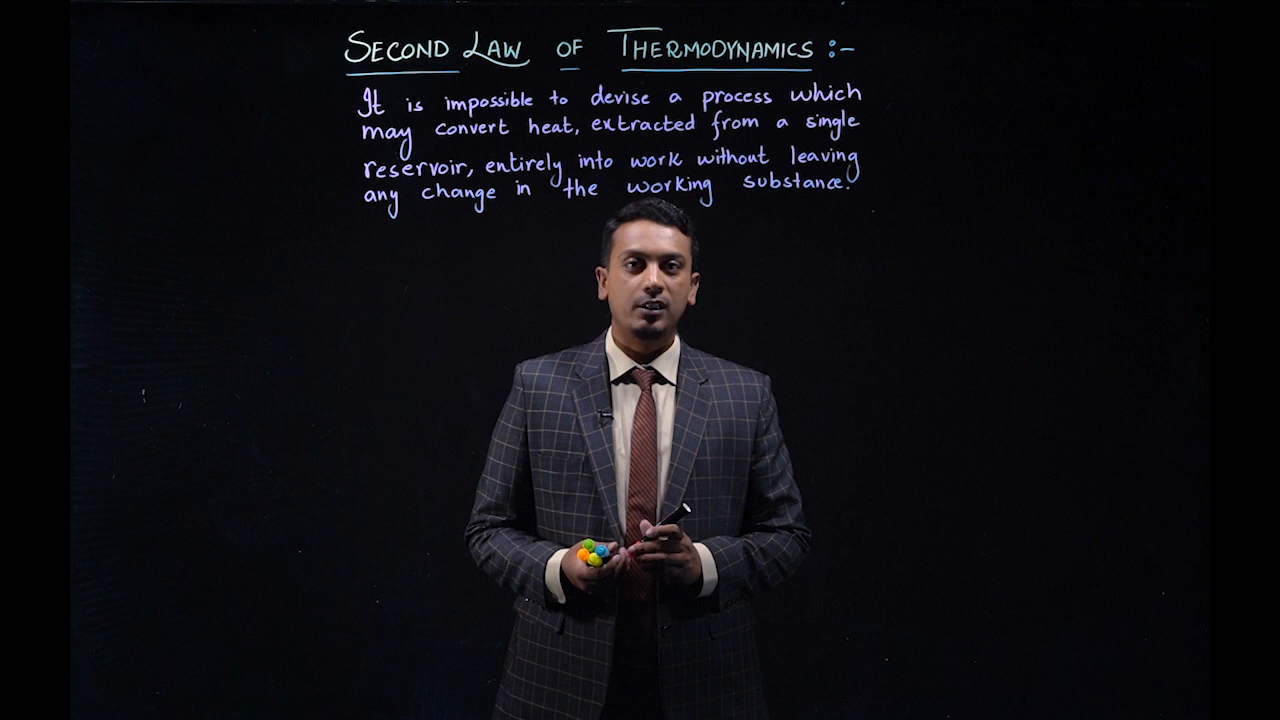 SECOND LAW OF THERMODYNAMICS :-
It is impossible to devise a process which
may convert heat, extracted from a single
reservoir, entirely into work without leaving
any change in the working substance.